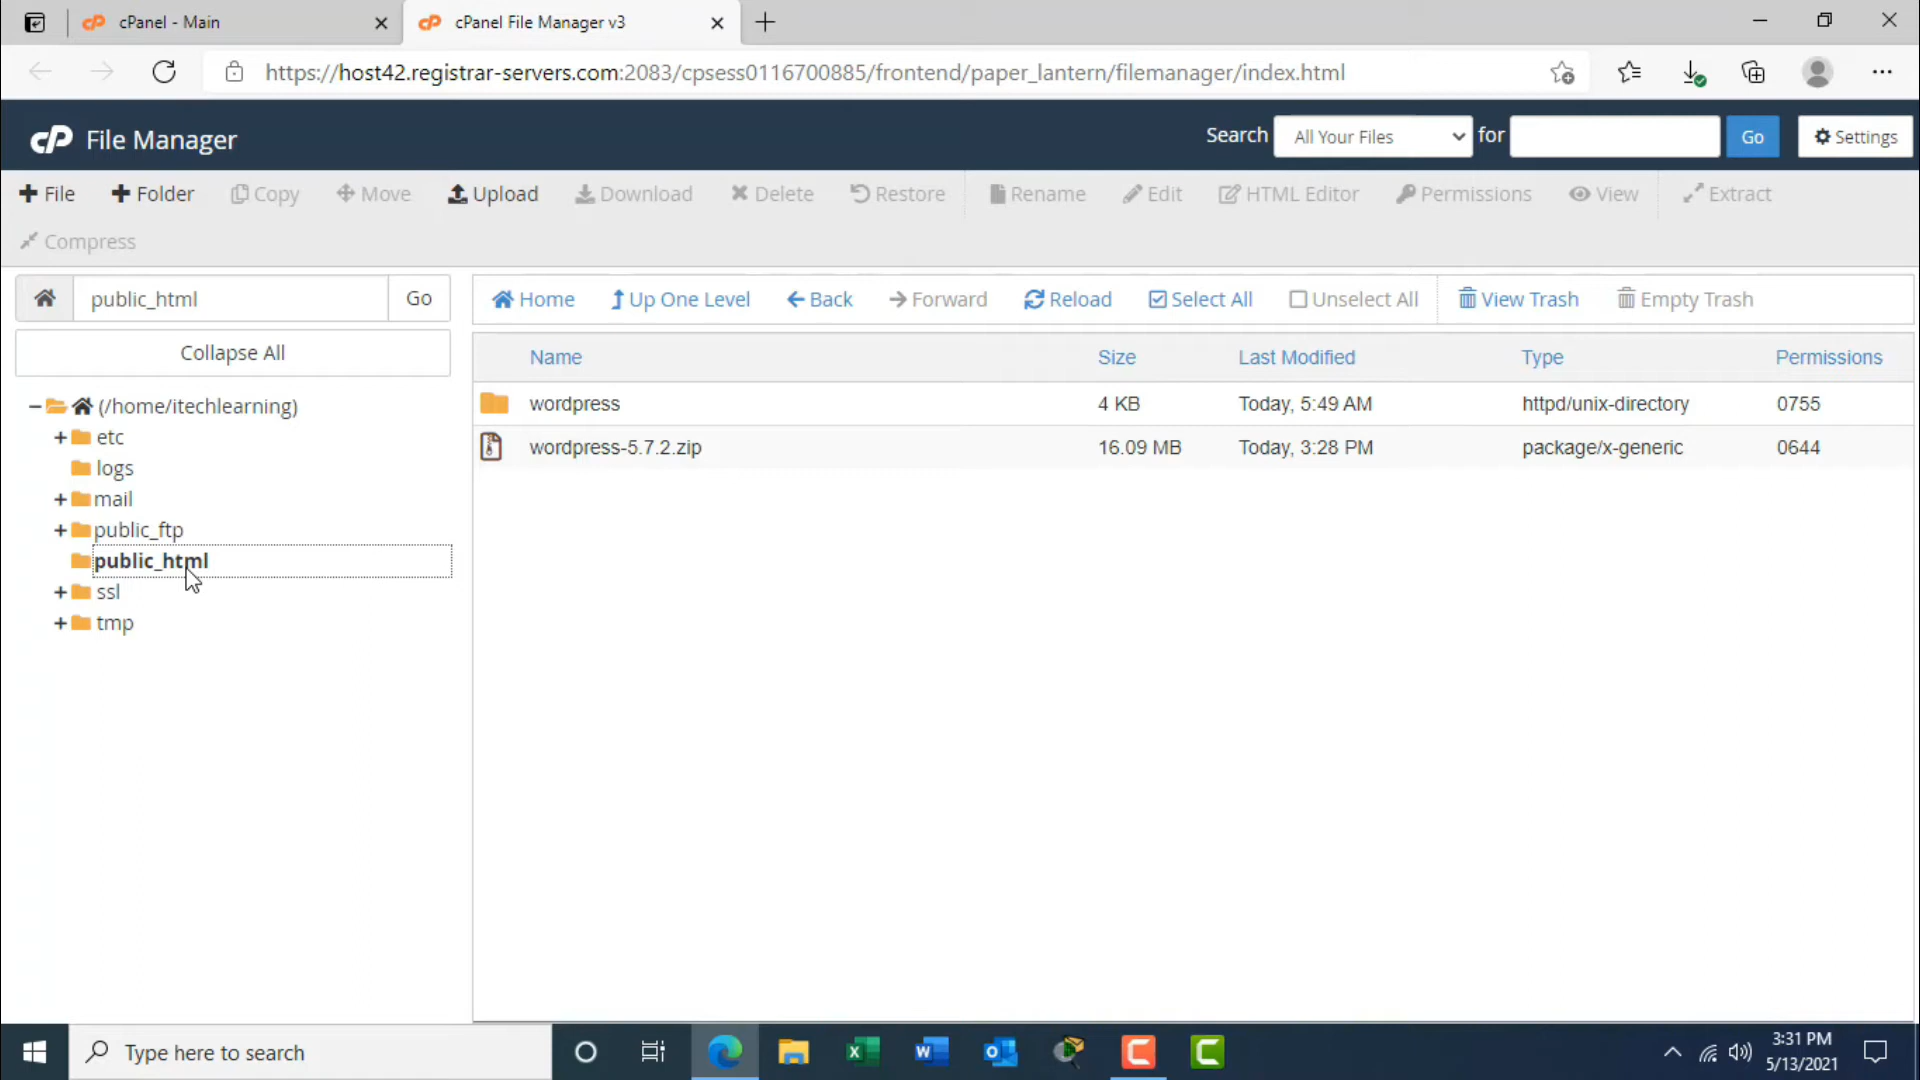 cPanel - Main
cPanel File Manager v3
https://host42.registrar-servers.com:2083/cpsess0116700885/frontend/paper_lantern/filemanager/index.html
cP File Manager
Search All Your Files for Go Settings
File Folder Copy Move Upload Download Delete Restore Rename Edit HTML Editor Permissions View Extract
Compress
public_html Go
Home Up One Level Back Forward Reload Select All Unselect All View Trash Empty Trash
Collapse All
Name Size Last Modified Type Permissions
wordpress 4 KB Today, 5:49 AM httpd/unix-directory 0755
wordpress-5.7.2.zip 16.09 MB Today, 3:28 PM package/x-generic 0644
(/home/itechlearning)
etc
logs
mail
public_ftp
public_html
ssl
tmp
Type here to search
3:31 PM
5/13/2021